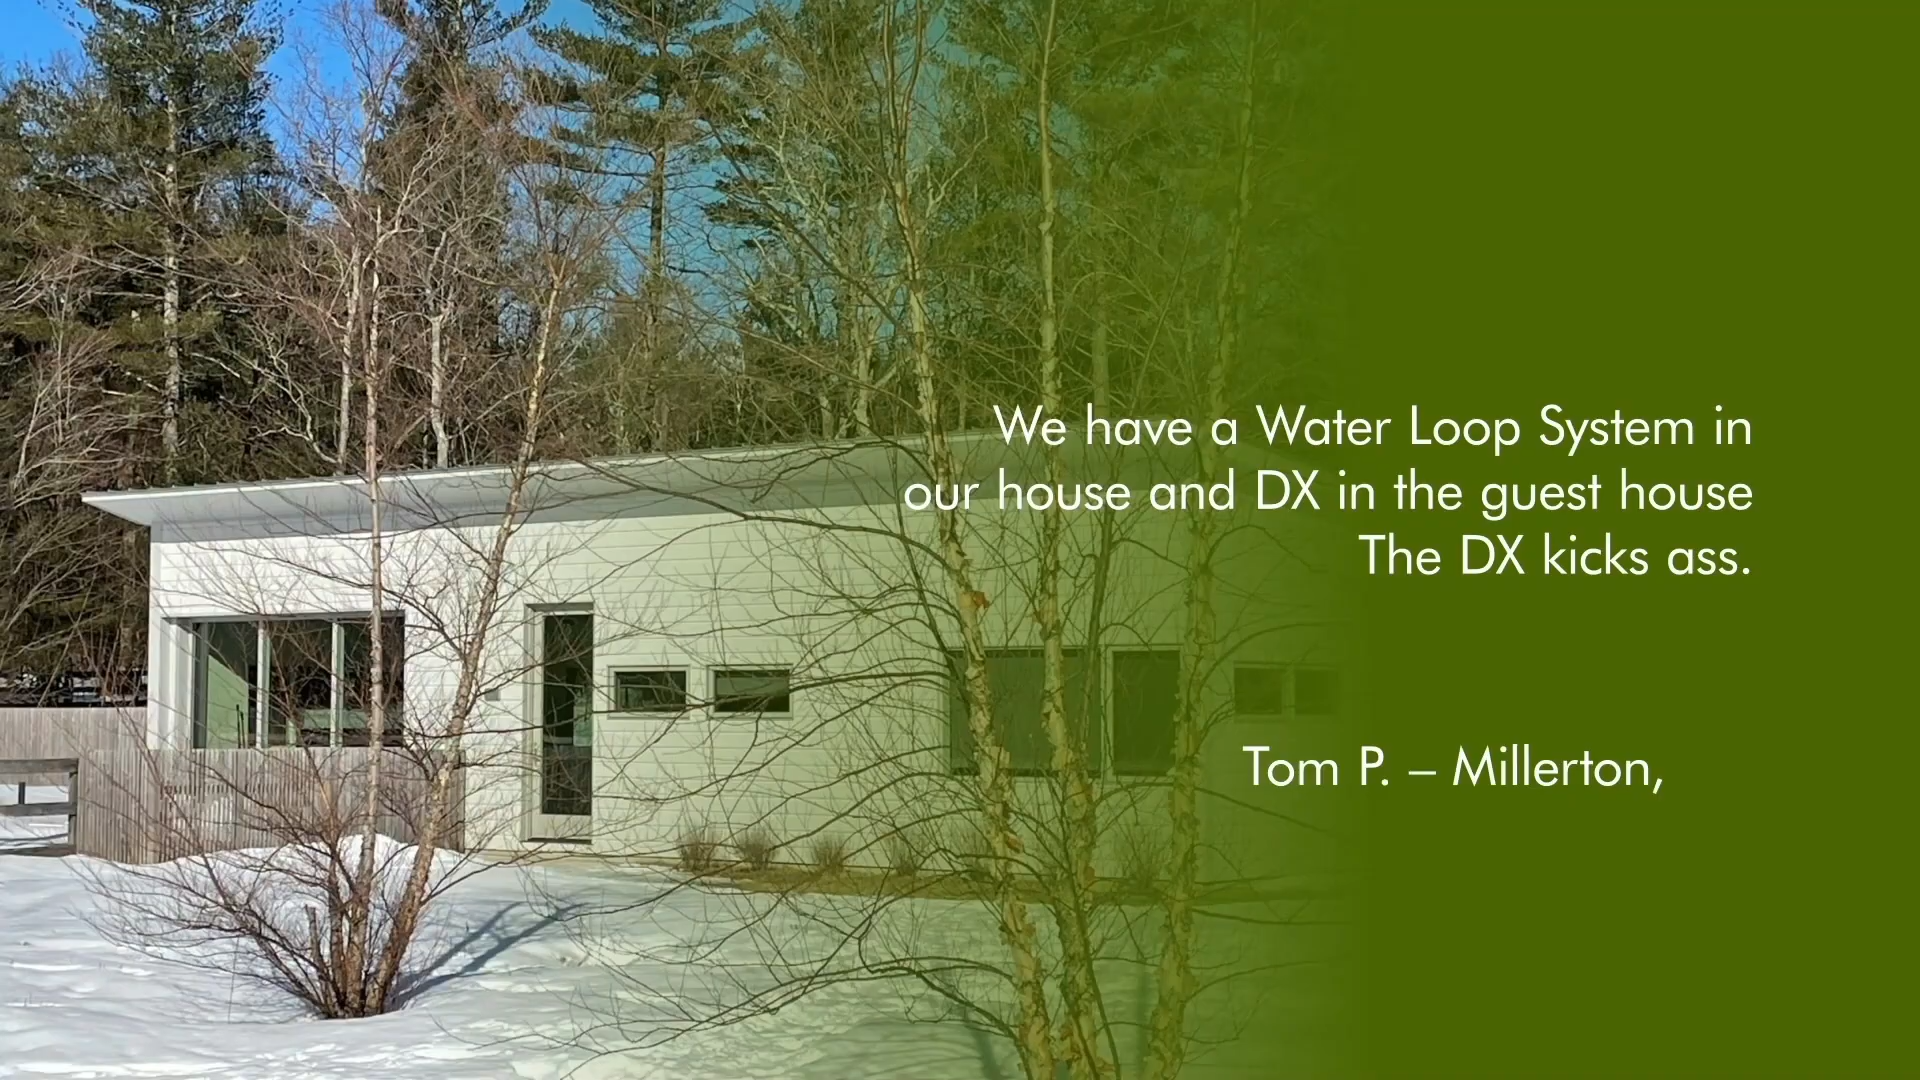 We have a Water Loop System in
our house and DX in the guest house
The DX kicks ass.
Tom P. – Millerton,